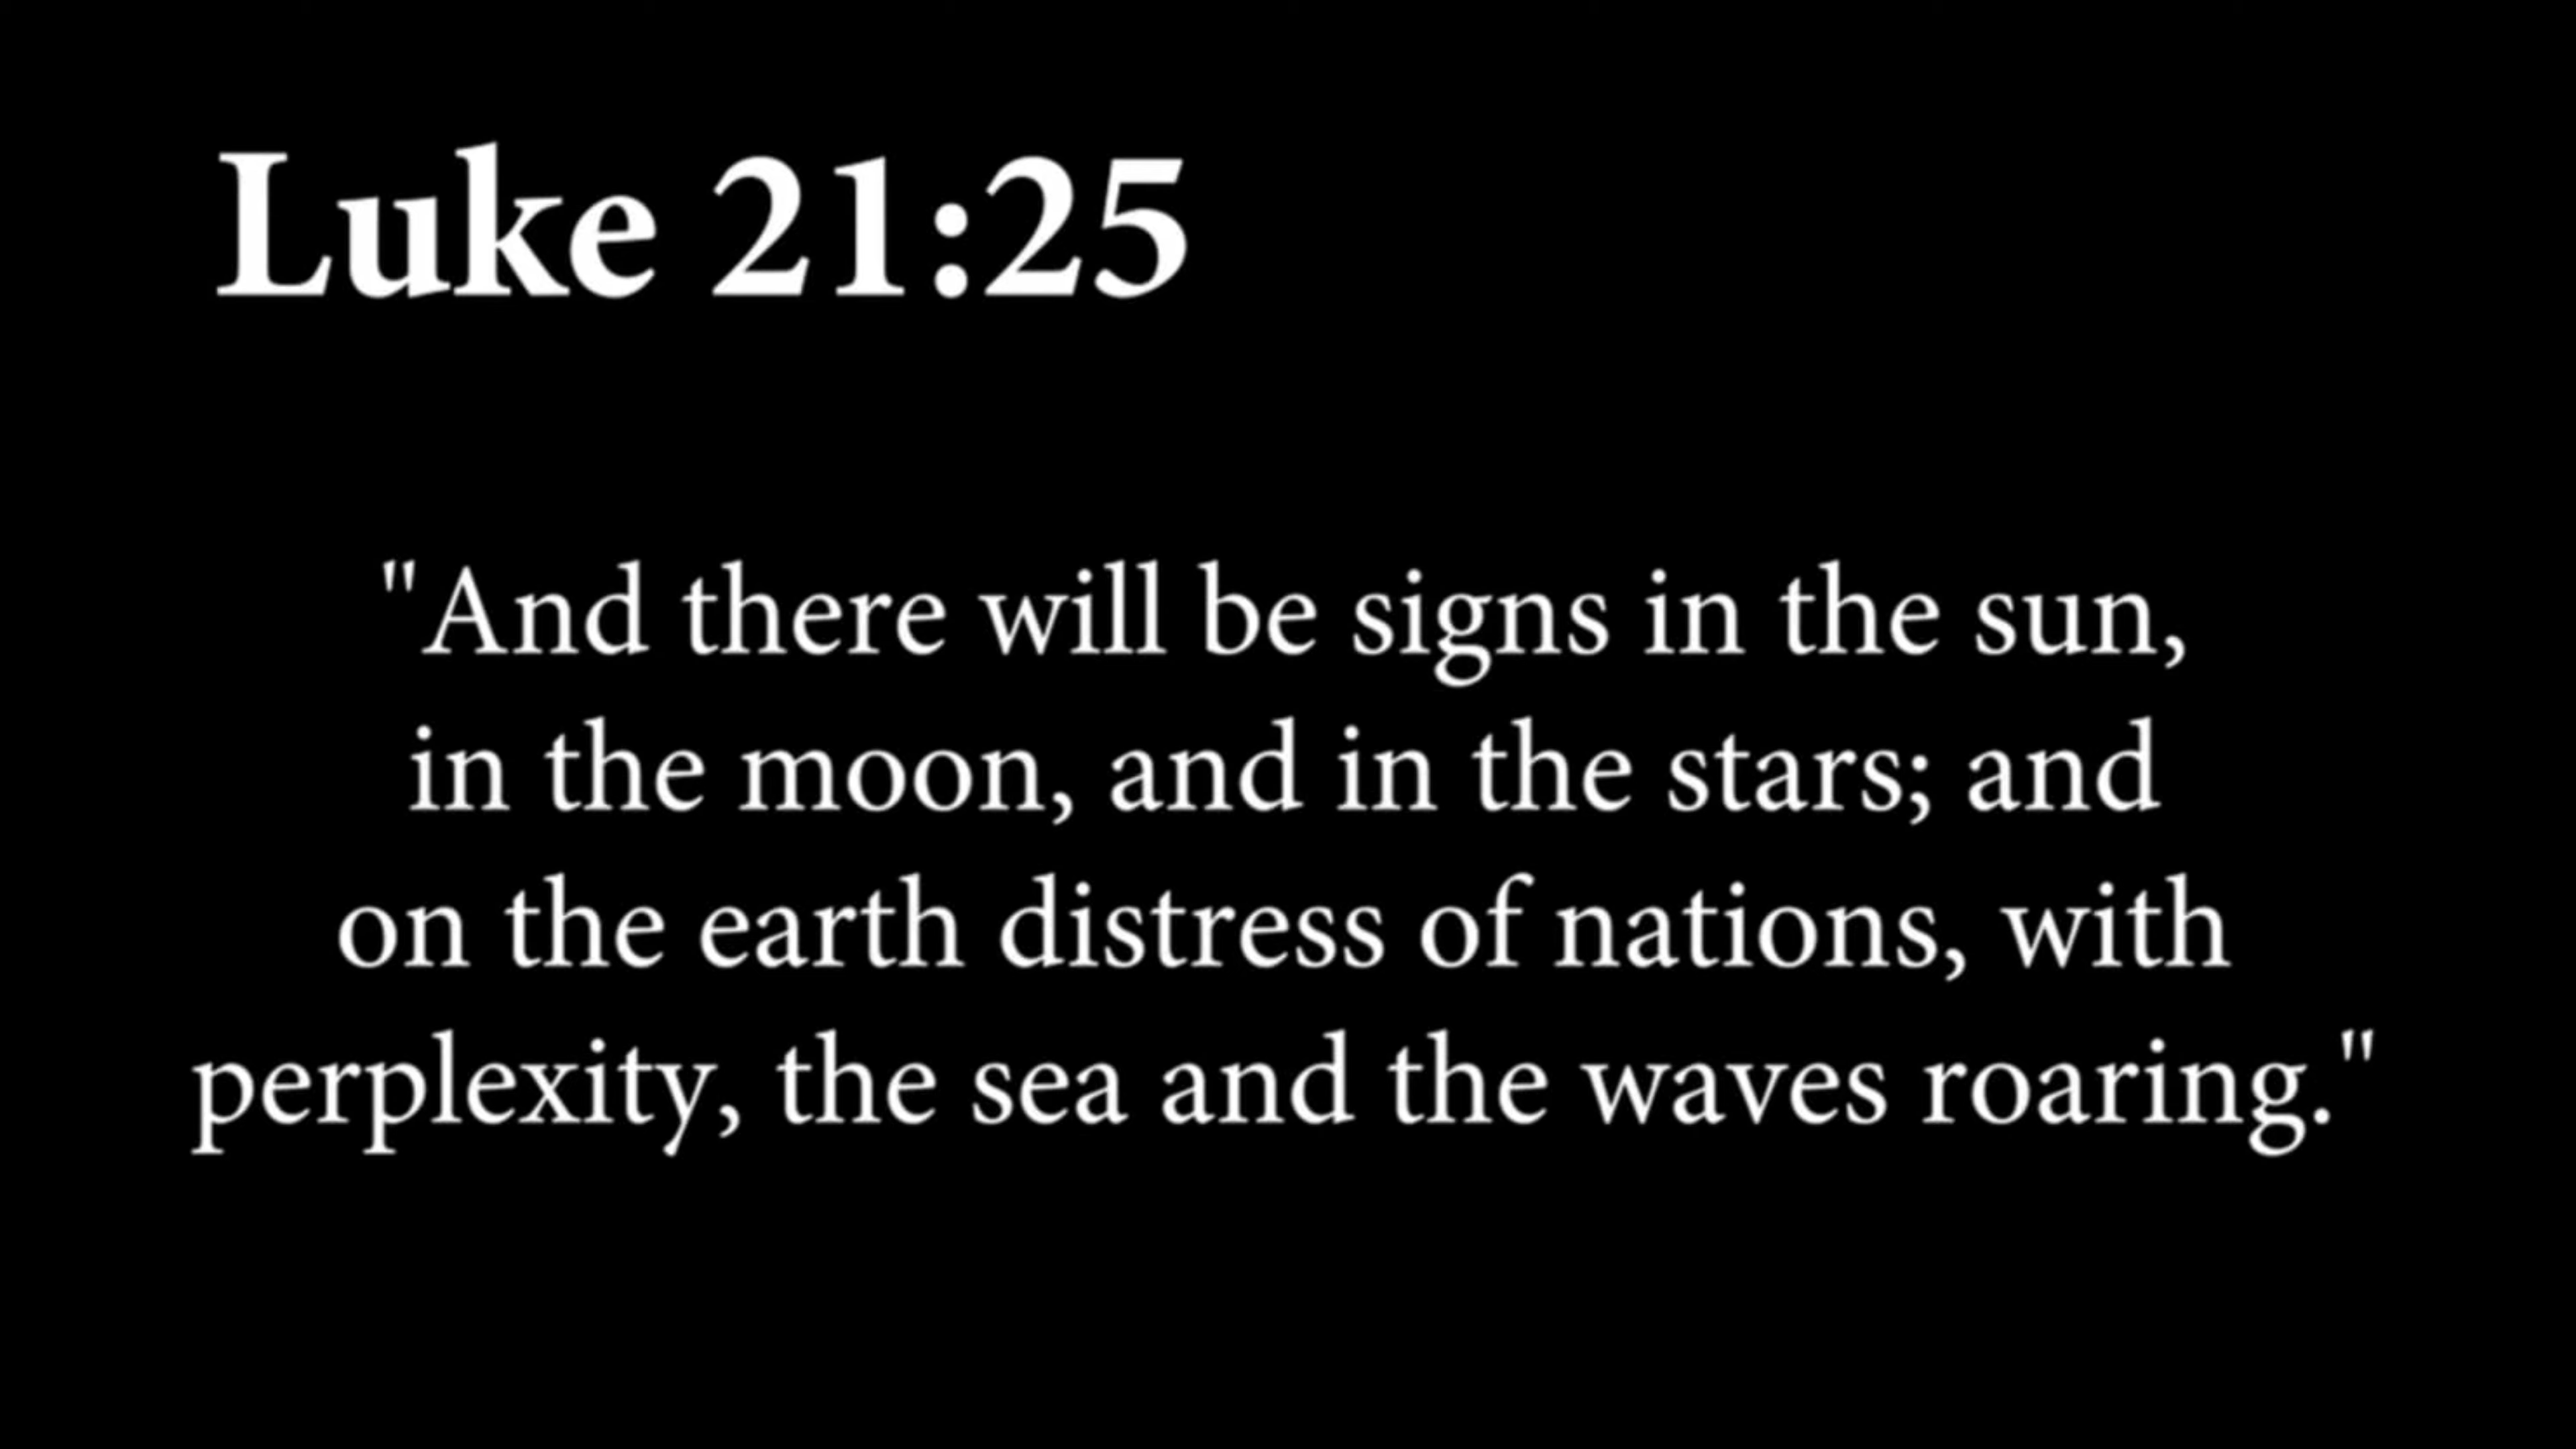 Luke 21:25
"And there will be signs in the sun,
in the moon, and in the stars; and
on the earth distress of nations, with
perplexity, the sea and the waves roaring."